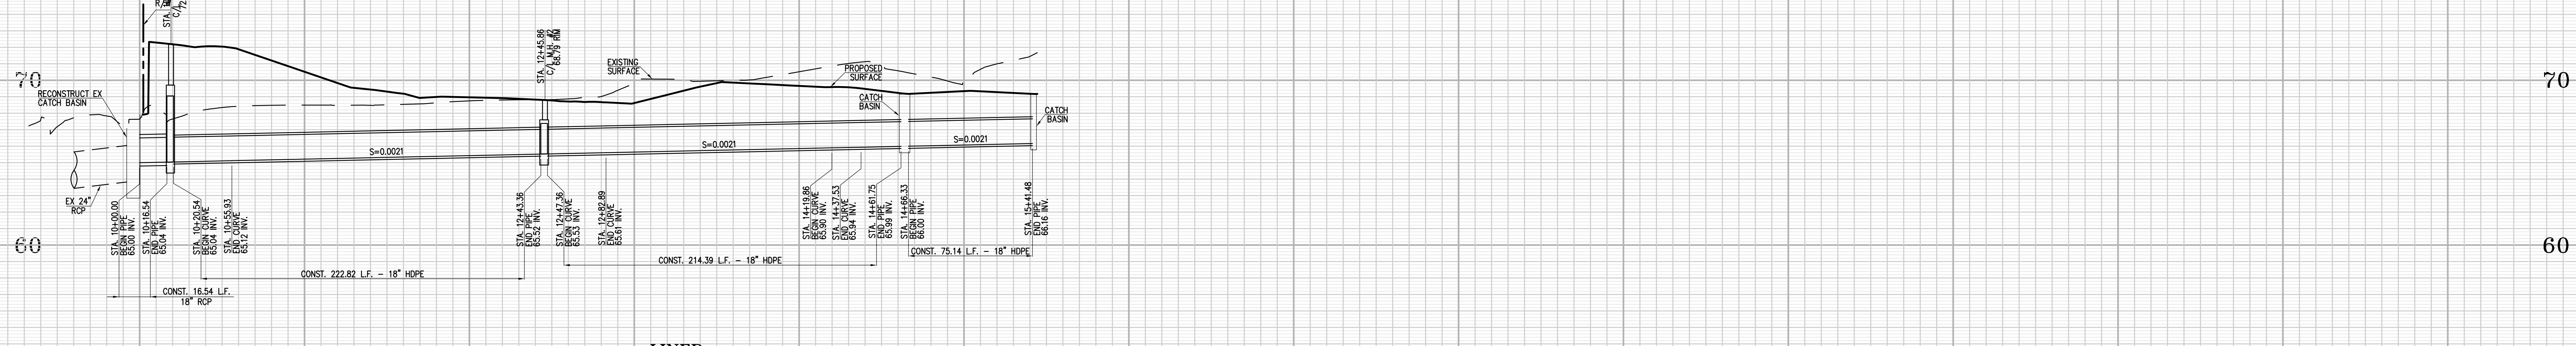 R/W
STA.
C/L
72
70
70
RECONSTRUCT EX
CATCH BASIN
STA. 12+45.86
C/L M.H. #2
68.79 RIM
EXISTING
SURFACE
PROPOSED
SURFACE
CATCH
BASIN
CATCH
BASIN
S=0.0021
S=0.0021
S=0.0021
EX 24"
RCP
STA. 10+00.00
BEGIN PIPE
65.00 INV.
STA. 10+16.54
END PIPE
65.04 INV.
STA. 10+20.54
BEGIN CURVE
65.04 INV.
STA. 10+55.93
END CURVE
65.12 INV.
STA. 12+43.36
END PIPE
65.52 INV.
STA. 12+47.36
BEGIN CURVE
65.53 INV.
STA. 12+82.89
END CURVE
65.61 INV.
STA. 14+19.86
BEGIN CURVE
65.90 INV.
STA. 14+37.53
END CURVE
65.94 INV.
STA. 14+61.75
END PIPE
65.99 INV.
STA. 14+66.33
BEGIN PIPE
66.00 INV.
STA. 15+41.48
END PIPE
66.16 INV.
60
60
CONST. 75.14 L.F. - 18" HDPE
CONST. 214.39 L.F. - 18" HDPE
CONST. 222.82 L.F. - 18" HDPE
CONST. 16.54 L.F.
18" RCP